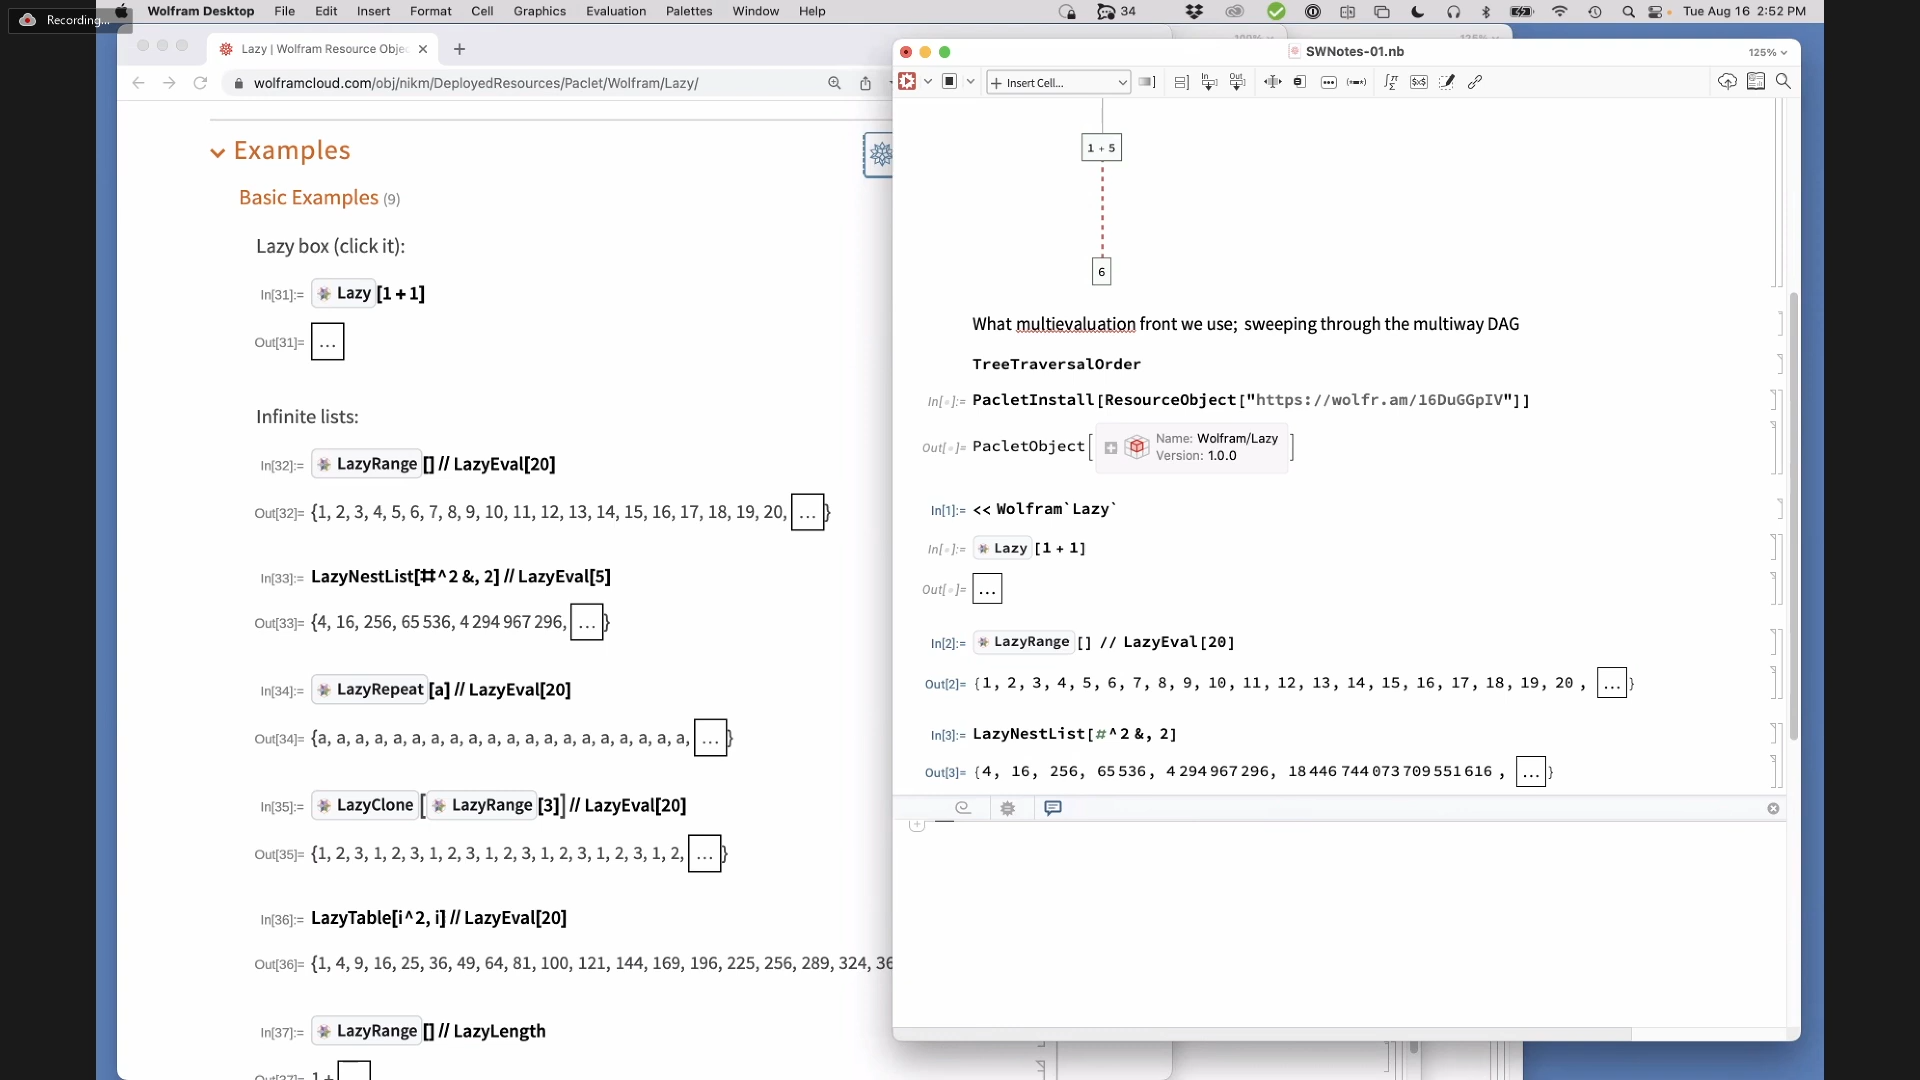 Recording...
Wolfram Desktop File Edit Insert Format Cell Graphics Evaluation Palettes Window Help 34 Tue Aug 16 2:52 PM
Lazy | Wolfram Resource Obje
wolframcloud.com/obj/nikm/DeployedResources/Paclet/Wolfram/Lazy/
Examples
Basic Examples (9)
Lazy box (click it):
In[31]:= Lazy [1 + 1]
Out[31]= ...
Infinite lists:
In[32]:= LazyRange [] // LazyEval[20]
Out[32]= {1, 2, 3, 4, 5, 6, 7, 8, 9, 10, 11, 12, 13, 14, 15, 16, 17, 18, 19, 20, ... }
In[33]:= LazyNestList[#^2 &, 2] // LazyEval[5]
Out[33]= {4, 16, 256, 65 536, 4 294 967 296, ... }
In[34]:= LazyRepeat [a] // LazyEval[20]
Out[34]= {a, a, a, a, a, a, a, a, a, a, a, a, a, a, a, a, a, a, a, a, ... }
In[35]:= LazyClone [ LazyRange [3]] // LazyEval[20]
Out[35]= {1, 2, 3, 1, 2, 3, 1, 2, 3, 1, 2, 3, 1, 2, 3, 1, 2, 3, 1, 2, ... }
In[36]:= LazyTable[i^2, i] // LazyEval[20]
Out[36]= {1, 4, 9, 16, 25, 36, 49, 64, 81, 100, 121, 144, 169, 196, 225, 256, 289, 324, 36
In[37]:= LazyRange [] // LazyLength
Out[37]= 1 +
SWNotes-01.nb
125%
Insert Cell...
1 + 5
6
What multievaluation front we use; sweeping through the multiway DAG
TreeTraversalOrder
In[∘]:= PacletInstall[ResourceObject["https://wolfr.am/16DuGGpIV"]]
Out[∘]= PacletObject[ Name: Wolfram/Lazy
Version: 1.0.0 ]
In[1]:= << Wolfram`Lazy`
In[∘]:= Lazy [1 + 1]
Out[∘]= ...
In[2]:= LazyRange [] // LazyEval[20]
Out[2]= {1, 2, 3, 4, 5, 6, 7, 8, 9, 10, 11, 12, 13, 14, 15, 16, 17, 18, 19, 20 , ... }
In[3]:= LazyNestList[#^2 &, 2]
Out[3]= {4, 16, 256, 65 536, 4 294 967 296, 18 446 744 073 709 551 616 , ... }